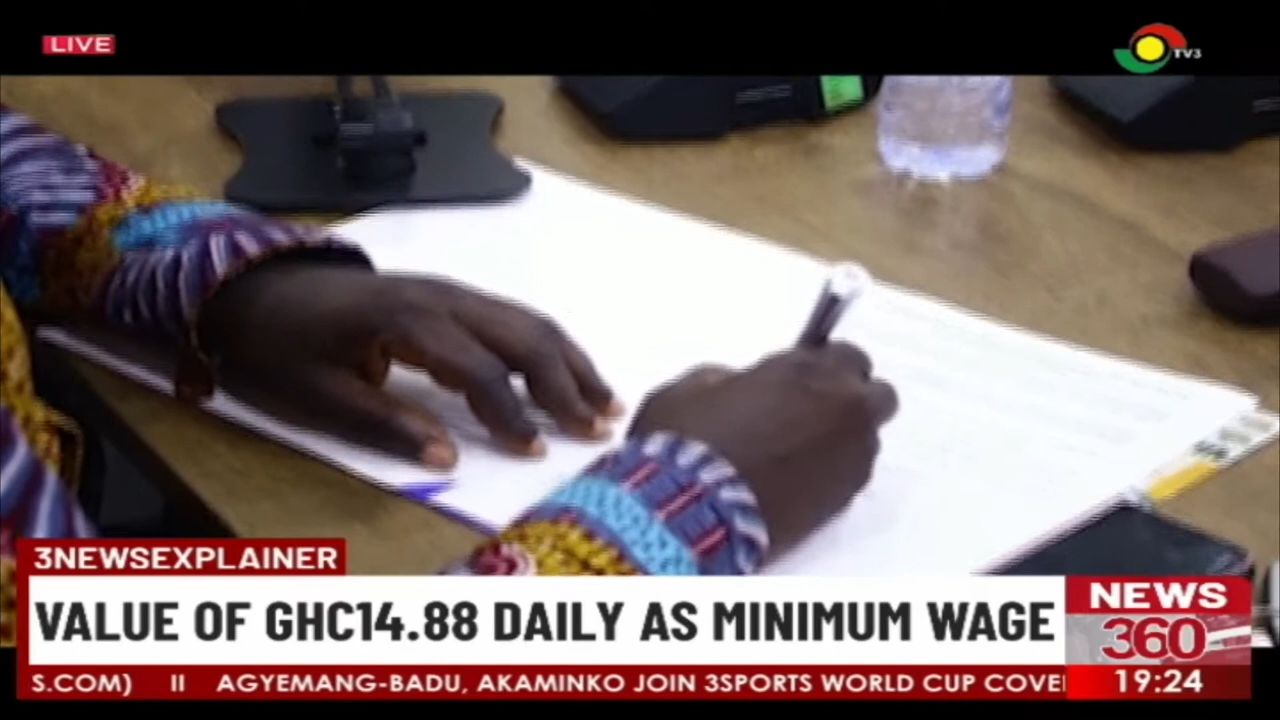 LIVE
TV3
3NEWSEXPLAINER
VALUE OF GHC14.88 DAILY AS MINIMUM WAGE
NEWS
360
S.COM) II AGYEMANG-BADU, AKAMINKO JOIN 3SPORTS WORLD CUP COVE
19:24